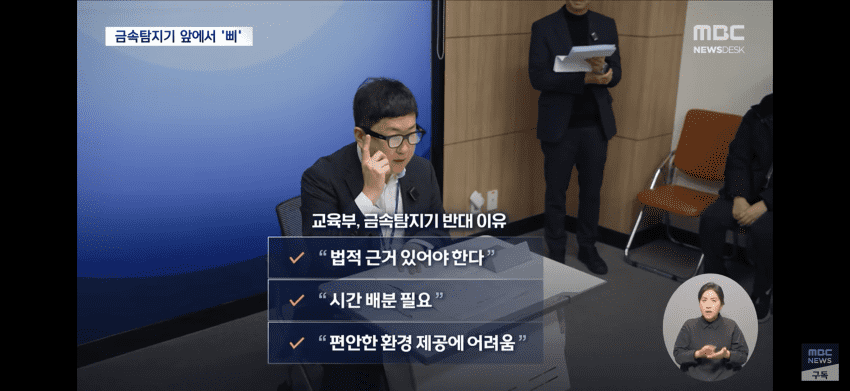 금속탐지기 앞에서 '삐'
MBC
NEWSDESK
교육부, 금속탐지기 반대 이유
“법적 근거 있어야 한다”
“시간 배분 필요”
“편안한 환경 제공에 어려움”
MBC
NEWS
구독